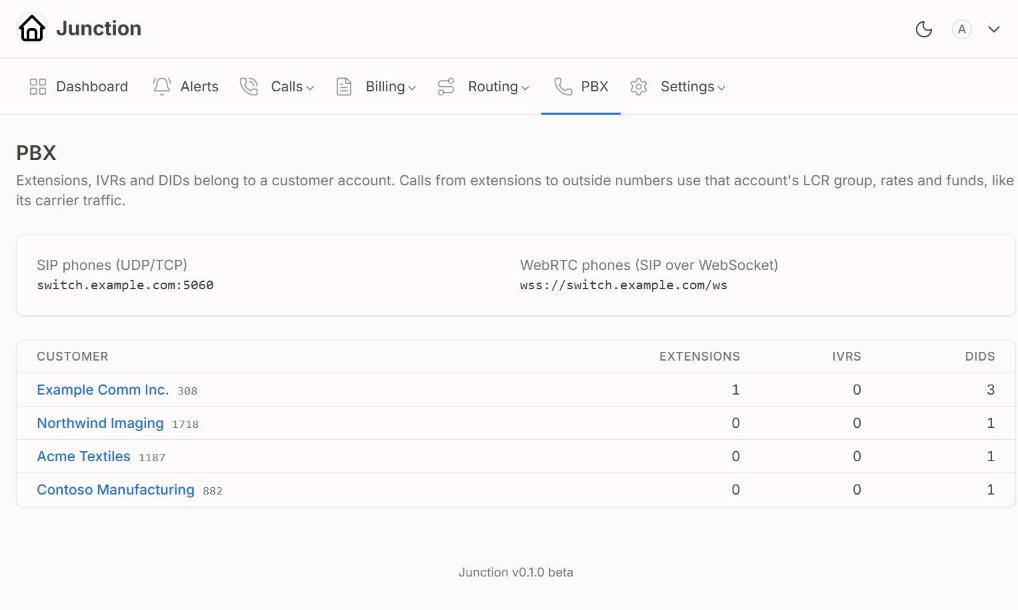 Junction
A
Dashboard Alerts Calls Billing Routing PBX Settings
PBX
Extensions, IVRs and DIDs belong to a customer account. Calls from extensions to outside numbers use that account's LCR group, rates and funds, like
its carrier traffic.
SIP phones (UDP/TCP) WebRTC phones (SIP over WebSocket)
switch.example.com:5060 wss://switch.example.com/ws
CUSTOMER EXTENSIONS IVRS DIDS
Example Comm Inc. 308 1 0 3
Northwind Imaging 1718 0 0 1
Acme Textiles 1187 0 0 1
Contoso Manufacturing 882 0 0 1
Junction v0.1.0 beta